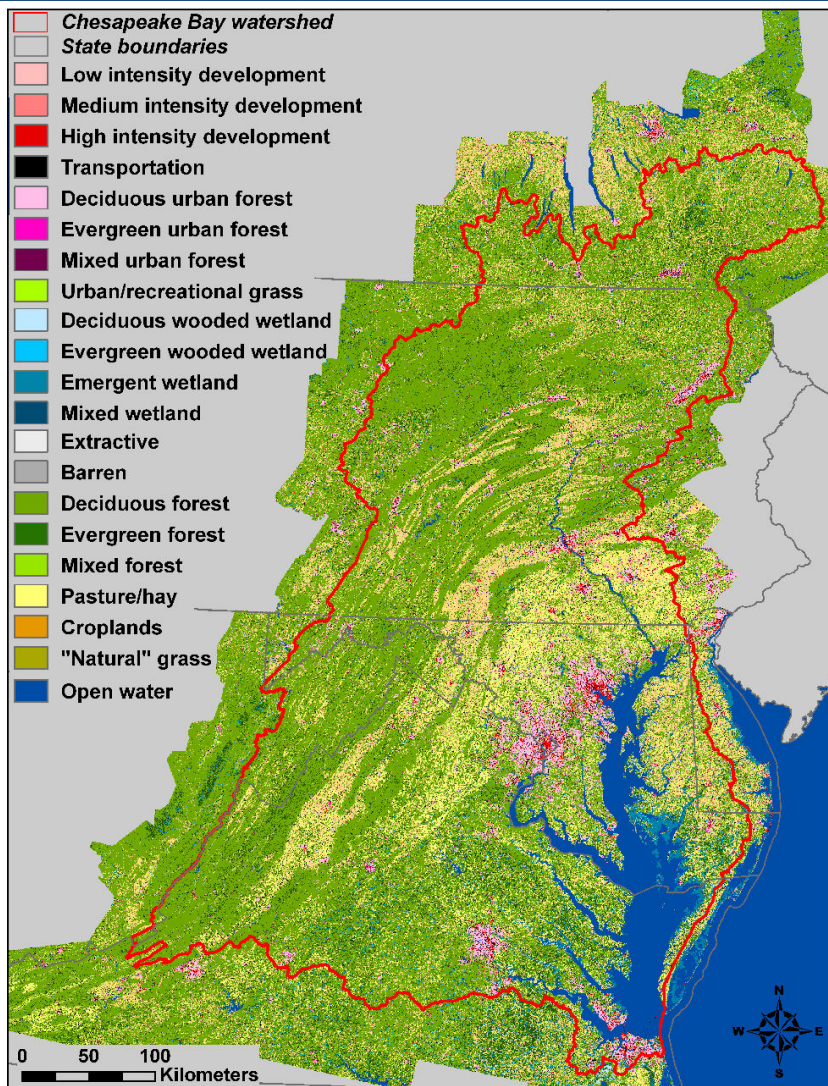 Chesapeake Bay watershed
State boundaries
Low intensity development
Medium intensity development
High intensity development
Transportation
Deciduous urban forest
Evergreen urban forest
Mixed urban forest
Urban/recreational grass
Deciduous wooded wetland
Evergreen wooded wetland
Emergent wetland
Mixed wetland
Extractive
Barren
Deciduous forest
Evergreen forest
Mixed forest
Pasture/hay
Croplands
"Natural" grass
Open water
N
W E
S
0 50 100
Kilometers